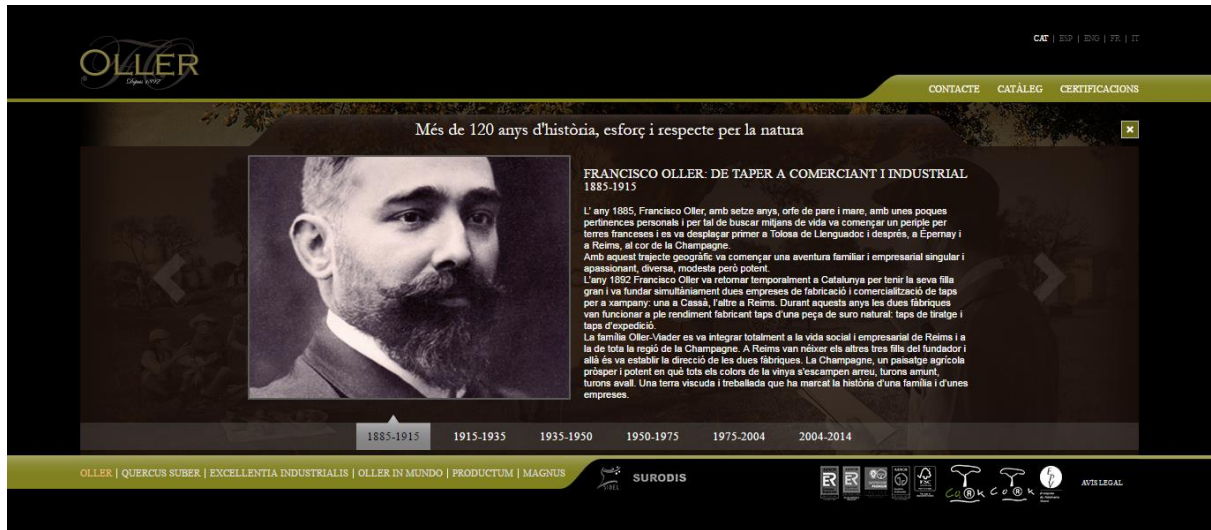 CAT | ESP | ENG | FR | IT
OLLER
Depuis 1892
CONTACTE CATÀLEG CERTIFICACIONS
Més de 120 anys d'història, esforç i respecte per la natura
FRANCISCO OLLER: DE TAPER A COMERCIANT I INDUSTRIAL
1885-1915
L' any 1885, Francisco Oller, amb setze anys, orfe de pare i mare, amb unes poques
pertinences personals i per tal de buscar mitjans de vida va començar un periple per
terres franceses i es va desplaçar primer a Tolosa de Llenguadoc i després, a Épernay i
a Reims, al cor de la Champagne.
Amb aquest trajecte geogràfic va començar una aventura familiar i empresarial singular i
apassionant, diversa, modesta però potent.
L'any 1892 Francisco Oller va retornar temporalment a Catalunya per tenir la seva filla
gran i va fundar simultàniament dues empreses de fabricació i comercialització de taps
per a xampany: una a Cassà, l'altre a Reims. Durant aquests anys les dues fàbriques
van funcionar a ple rendiment fabricant taps d'una peça de suro natural: taps de tiratge i
taps d'expedició.
La família Oller-Viader es va integrar totalment a la vida social i empresarial de Reims i a
la de tota la regió de la Champagne. A Reims van néixer els altres tres fills del fundador i
allà és va establir la direcció de les dues fàbriques. La Champagne, un paisatge agrícola
pròsper i potent en què tots els colors de la vinya s'escampen arreu, turons amunt,
turons avall. Una terra viscuda i treballada que ha marcat la història d'una família i d'unes
empreses.
1885-1915 1915-1935 1935-1950 1950-1975 1975-2004 2004-2014
OLLER | QUERCUS SUBER | EXCELLENTIA INDUSTRIALIS | OLLER IN MUNDO | PRODUCTUM | MAGNUS
SIBEL
SURODIS
ER ER
FSC
CORK CORK
AVIS LEGAL